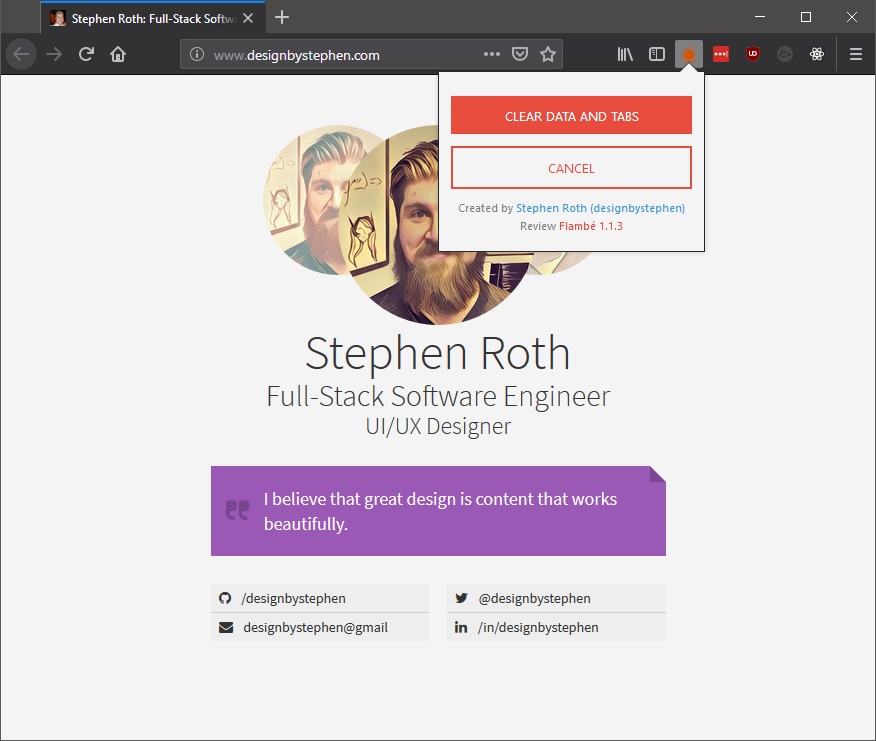 Stephen Roth: Full-Stack Softw
www.designbystephen.com
CLEAR DATA AND TABS
CANCEL
Created by Stephen Roth (designbystephen)
Review Flambé 1.1.3
Stephen Roth
Full-Stack Software Engineer
UI/UX Designer
I believe that great design is content that works
beautifully.
/designbystephen
@designbystephen
designbystephen@gmail
/in/designbystephen